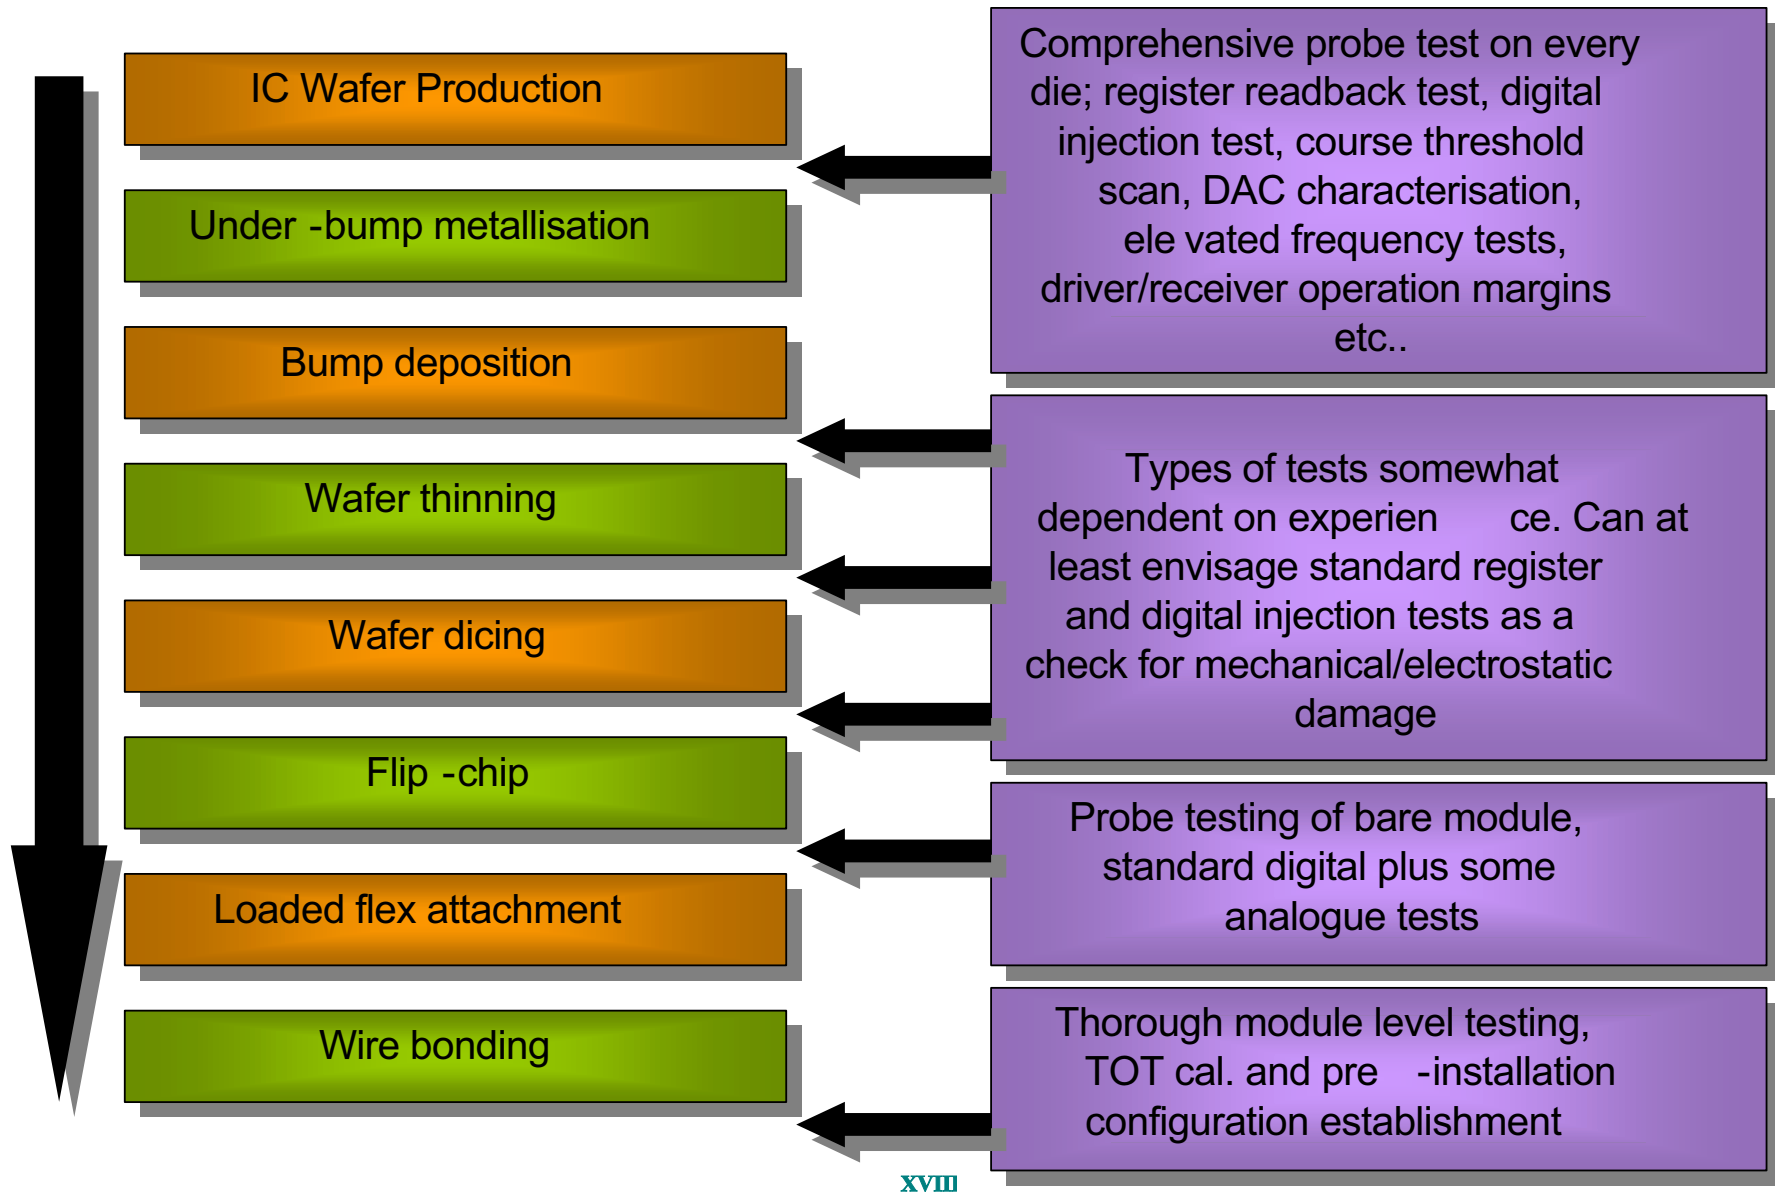 IC Wafer Production
Under -bump metallisation
Bump deposition
Wafer thinning
Wafer dicing
Flip -chip
Loaded flex attachment
Wire bonding
Comprehensive probe test on every
die; register readback test, digital
injection test, course threshold
scan, DAC characterisation,
ele vated frequency tests,
driver/receiver operation margins
etc..
Types of tests somewhat
dependent on experien ce. Can at
least envisage standard register
and digital injection tests as a
check for mechanical/electrostatic
damage
Probe testing of bare module,
standard digital plus some
analogue tests
Thorough module level testing,
TOT cal. and pre -installation
configuration establishment
XVIII